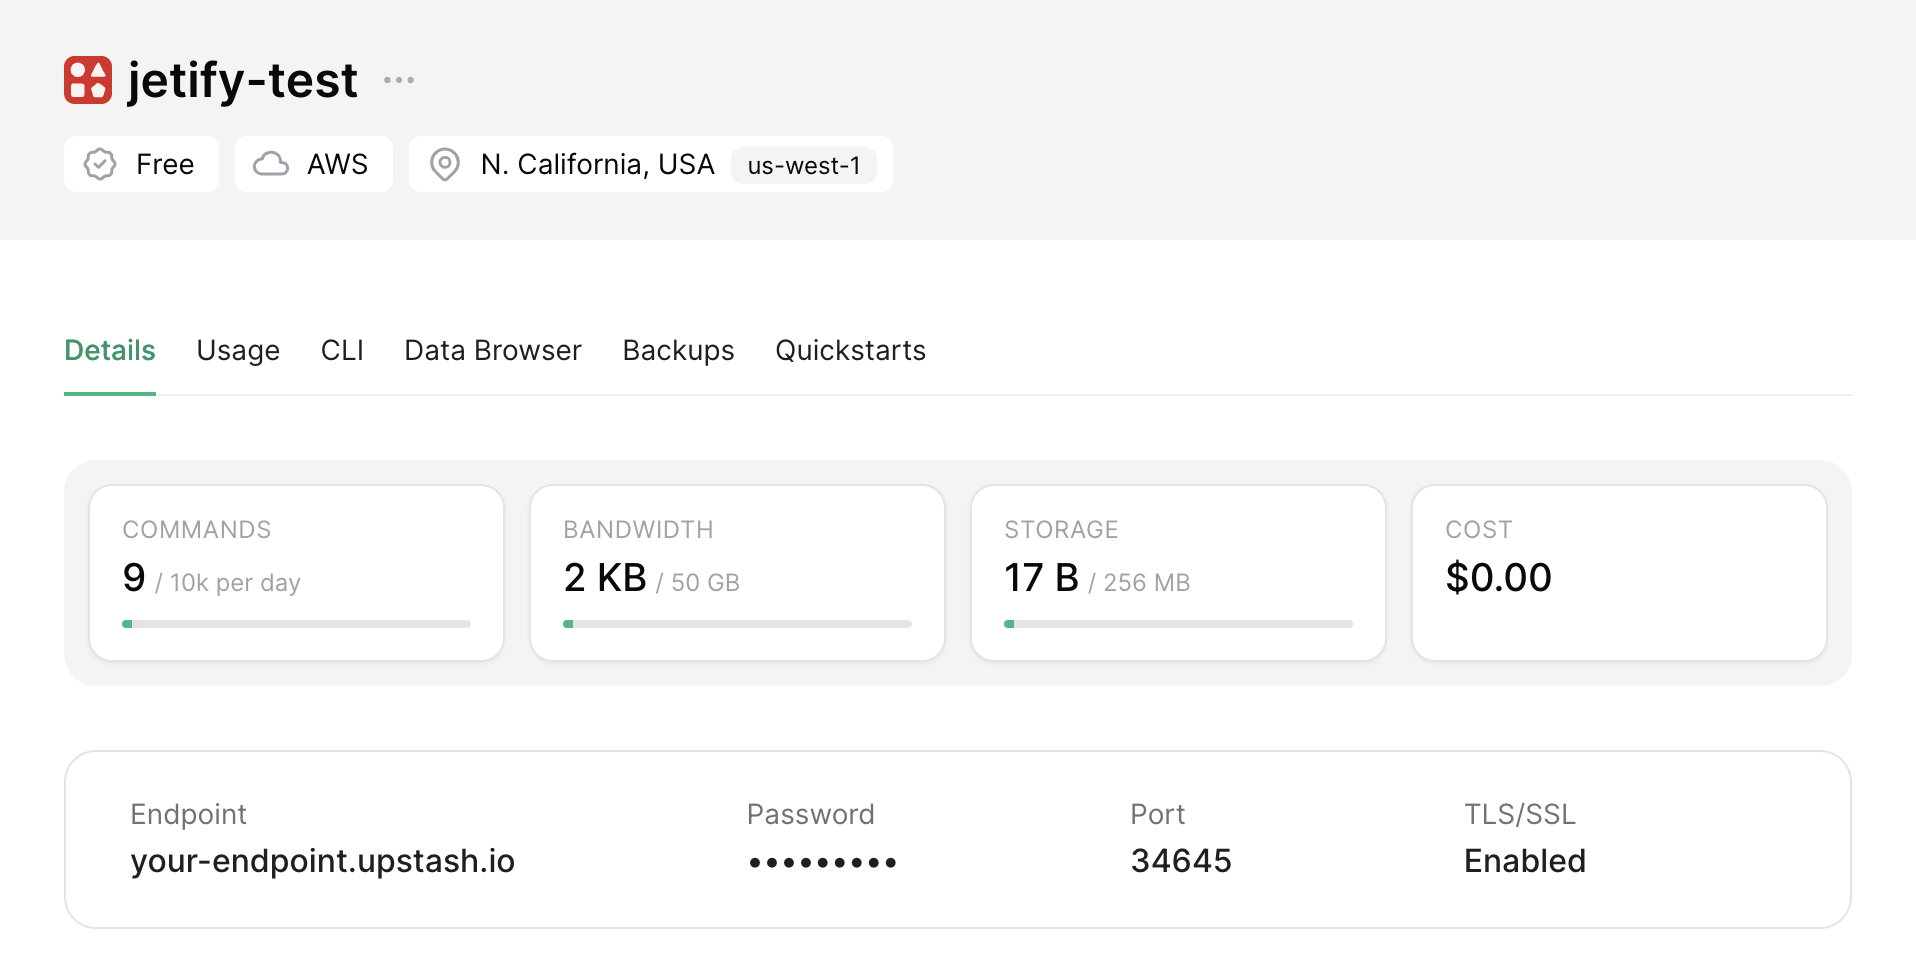 jetify-test ...
Free AWS N. California, USA us-west-1
Details Usage CLI Data Browser Backups Quickstarts
COMMANDS BANDWIDTH STORAGE COST
9 / 10k per day 2 KB / 50 GB 17 B / 256 MB $0.00
Endpoint Password Port TLS/SSL
your-endpoint.upstash.io ••••••••• 34645 Enabled